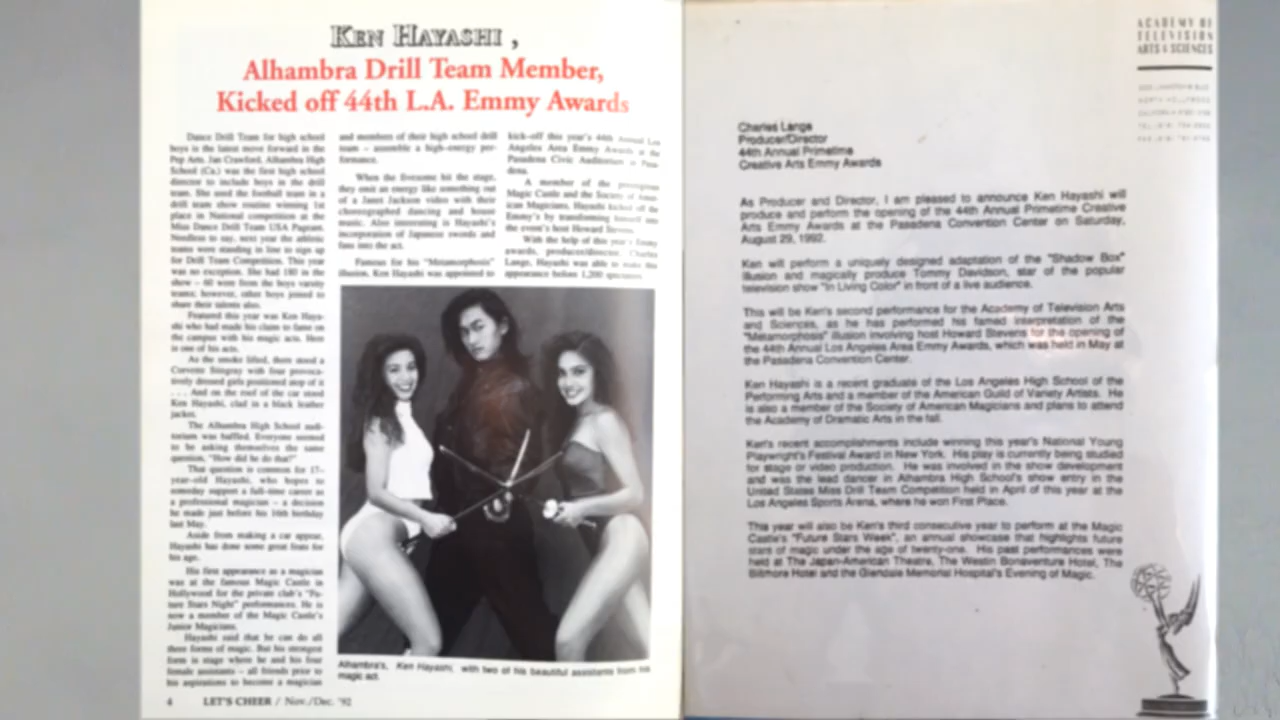 KEN HAYASHI ,
Alhambra Drill Team Member,
Kicked off 44th L.A. Emmy Awards
Dance Drill Team for high school
boys is the latest move forward in the
Pep Arts. Jan Crawford, Alhambra High
School (Ca.) was the first high school
director to include boys in the drill
team. She used the football team in a
drill team show routine winning 1st
place in National competition at the
Miss Dance Drill Team USA Pageant.
Needless to say, next year the athletic
teams were standing in line to sign up
for Drill Team Competition. This year
was no exception. She had 180 in the
show – 60 were from the boys varsity
teams; however, other boys joined to
share their talents also.
Featured this year was Ken Haya-
shi who had made his claim to fame on
the campus with his magic acts. Here
is one of his acts.
As the smoke lifted, there stood a
Corvette Stingray with four provoca-
tively dressed girls positioned atop of it
. . . And on the roof of the car stood
Ken Hayashi, clad in a black leather
jacket.
The Alhambra High School audi-
torium was baffled. Everyone seemed
to be asking themselves the same
question, "How did he do that?"
That question is common for 17-
year-old Hayashi, who hopes to
someday support a full-time career as
a professional magician – a decision
he made just before his 16th birthday
last May.
Aside from making a car appear,
Hayashi has done some great feats for
his age.
His first appearance as a magician
was at the famous Magic Castle in
Hollywood for the private club's "Fu-
ture Stars Night" performances. He is
now a member of the Magic Castle's
Junior Magicians.
Hayashi said that he can do all
three forms of magic. But his strongest
form is stage where he and his four
female assistants – all friends prior to
his aspirations to become a magician
and members of their high school drill
team – assemble a high-energy per-
formance.
When the fivesome hit the stage,
they emit an energy like something out
of a Janet Jackson video with their
choreographed dancing and house
music. Also interesting is Hayashi's
incorporation of Japanese swords and
fans into the act.
Famous for his "Metamorphosis"
illusion, Ken Hayashi was appointed to
kick-off this year's 44th Annual Los
Angeles Area Emmy Awards at the
Pasadena Civic Auditorium in Pasa-
dena.
A member of the prestigious
Magic Castle and the Society of Amer-
ican Magicians, Hayashi kicked off the
Emmy's by transforming himself into
the event's host Howard Stevens.
With the help of this year's Emmy
awards, producer/director, Charles
Langs, Hayashi was able to make this
appearance before 1,200 spectators.
Alhambra's, Ken Hayashi, with two of his beautiful assistants from his
magic act.
4 LET'S CHEER / Nov./Dec. '92
ACADEMY OF
TELEVISION
ARTS & SCIENCES
Charles Langs
Producer/Director
44th Annual Primetime
Creative Arts Emmy Awards
As Producer and Director, I am pleased to announce Ken Hayashi will
produce and perform the opening of the 44th Annual Primetime Creative
Arts Emmy Awards at the Pasadena Convention Center on Saturday,
August 29, 1992.
Ken will perform a uniquely designed adaptation of the "Shadow Box"
illusion and magically produce Tommy Davidson, star of the popular
television show "In Living Color" in front of a live audience.
This will be Ken's second performance for the Academy of Television Arts
and Sciences, as he has performed his famed interpretation of the
"Metamorphosis" illusion involving host Howard Stevens for the opening of
the 44th Annual Los Angeles Area Emmy Awards, which was held in May at
the Pasadena Convention Center.
Ken Hayashi is a recent graduate of the Los Angeles High School of the
Performing Arts and a member of the American Guild of Variety Artists. He
is also a member of the Society of American Magicians and plans to attend
the Academy of Dramatic Arts in the fall.
Ken's recent accomplishments include winning this year's National Young
Playwright's Festival Award in New York. His play is currently being studied
for stage or video production. He was involved in the show development
and was the lead dancer in Alhambra High School's show entry in the
United States Miss Drill Team Competition held in April of this year at the
Los Angeles Sports Arena, where he won First Place.
This year will also be Ken's third consecutive year to perform at the Magic
Castle's "Future Stars Week", an annual showcase that highlights future
stars of magic under the age of twenty-one. His past performances were
held at The Japan-American Theatre, The Westin Bonaventure Hotel, The
Biltmore Hotel and the Glendale Memorial Hospital's Evening of Magic.